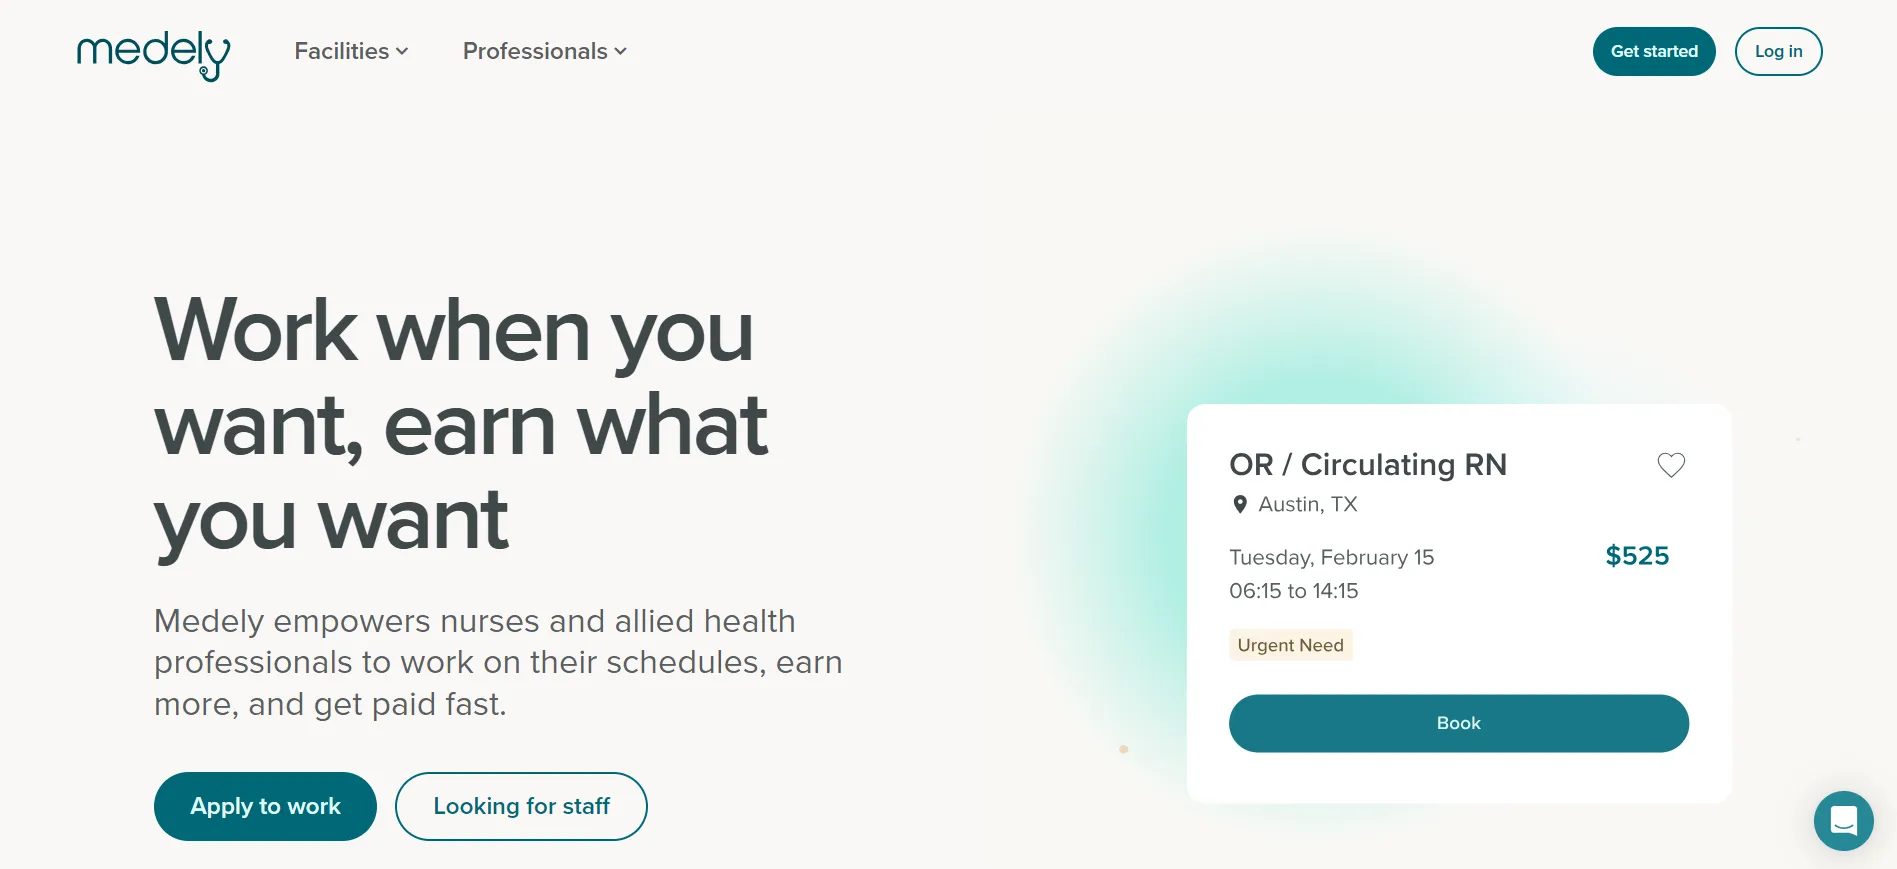 medely
Facilities
Professionals
Get started
Log in
Work when you
want, earn what
you want
Medely empowers nurses and allied health
professionals to work on their schedules, earn
more, and get paid fast.
Apply to work
Looking for staff
OR / Circulating RN
Austin, TX
Tuesday, February 15
$525
06:15 to 14:15
Urgent Need
Book